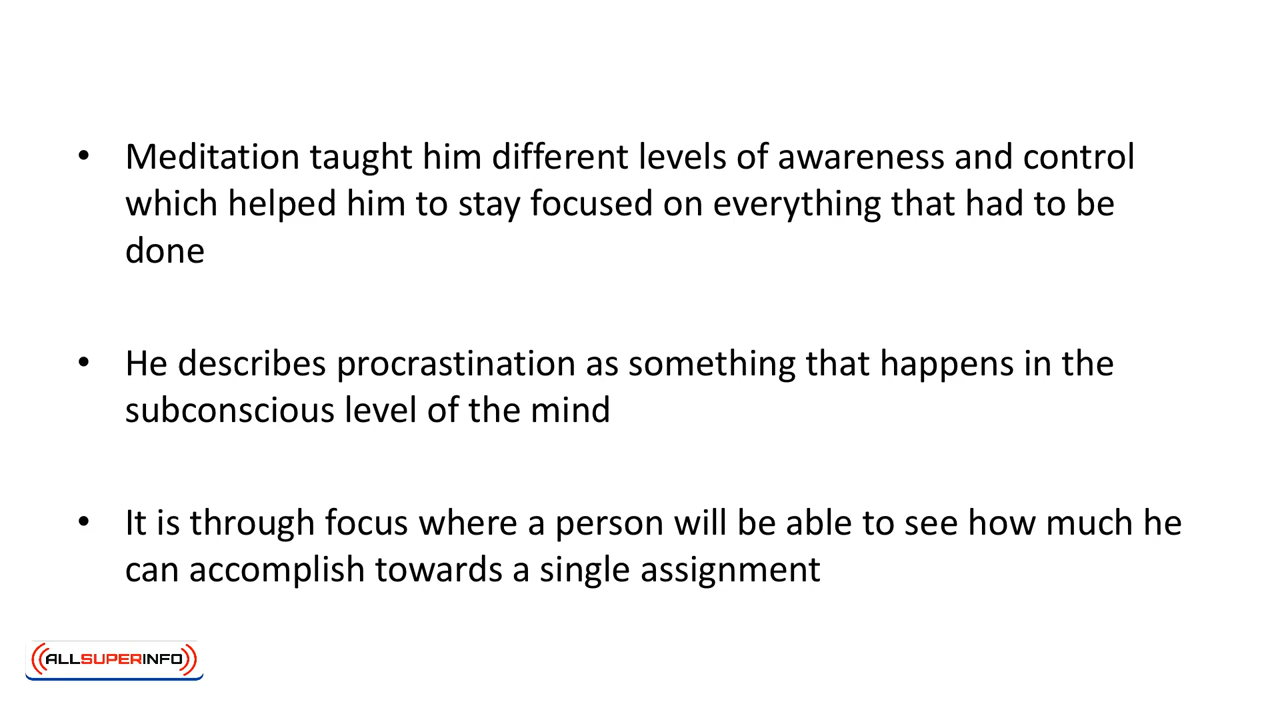 • Meditation taught him different levels of awareness and control
which helped him to stay focused on everything that had to be
done
• He describes procrastination as something that happens in the
subconscious level of the mind
• It is through focus where a person will be able to see how much he
can accomplish towards a single assignment
ALLSUPERINFO